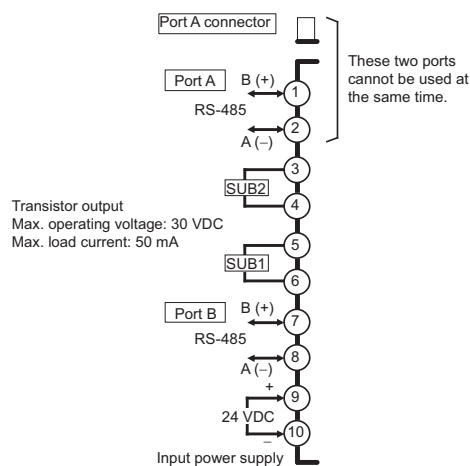 Port A connector
These two ports
cannot be used at
the same time.
Port A
B (+)
1
RS-485
2
A (−)
3
SUB2
4
Transistor output
Max. operating voltage: 30 VDC
Max. load current: 50 mA
5
SUB1
6
Port B
B (+)
7
RS-485
8
A (−)
+
9
24 VDC
10
−
Input power supply